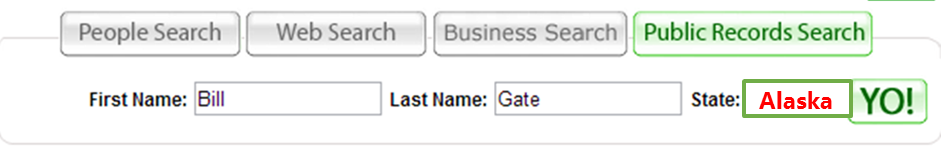 People Search Web Search Business Search Public Records Search
First Name: Bill Last Name: Gate State: Alaska YO!